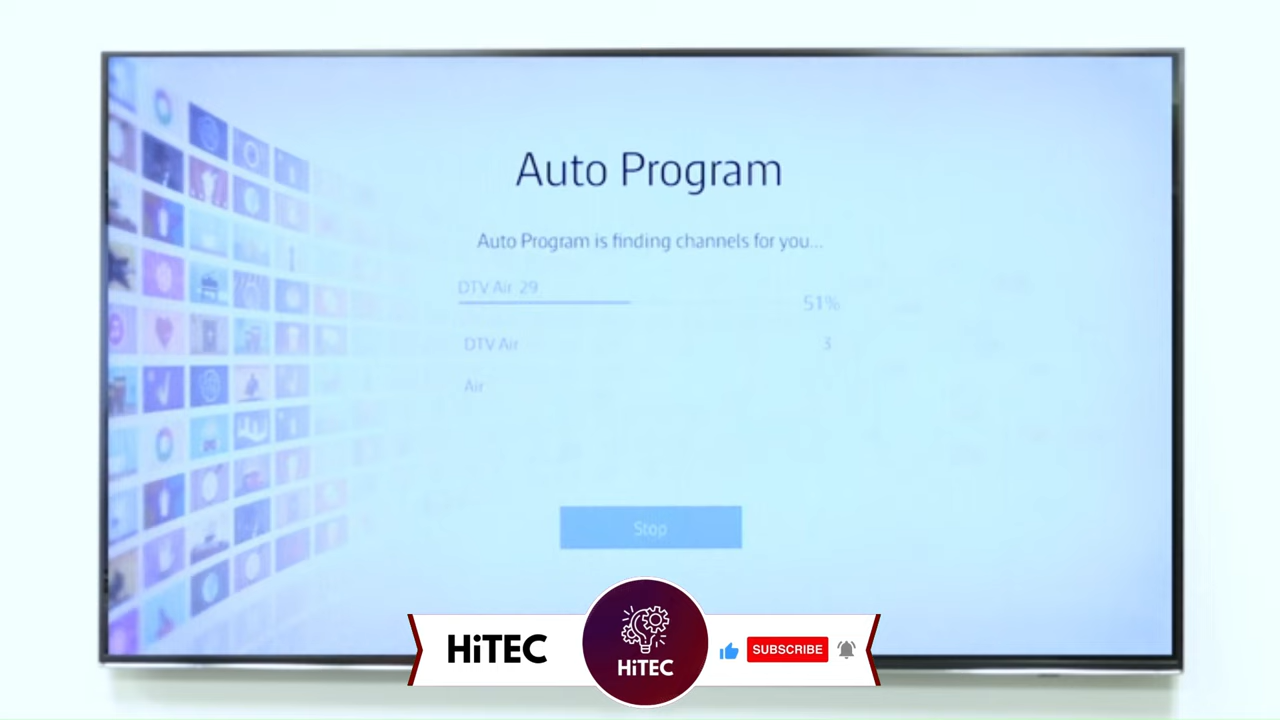 Auto Program
Auto Program is finding channels for you...
DTV Air 29
51%
DTV Air 3
Air
Stop
HiTEC
HiTEC
SUBSCRIBE